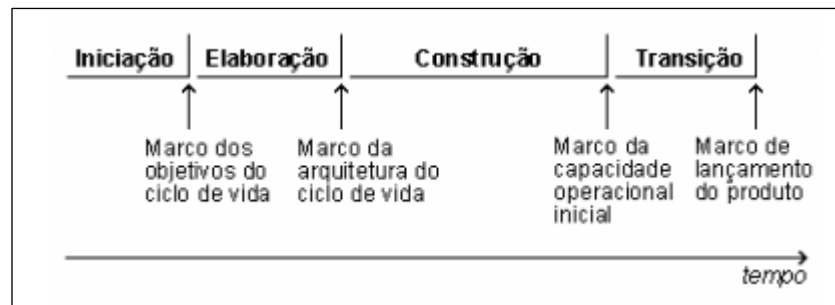 Iniciação Elaboração Construção Transição
Marco dos
objetivos do
ciclo de vida
Marco da
arquitetura do
ciclo de vida
Marco da
capacidade
operacional
inicial
Marco de
lançamento
do produto
tempo